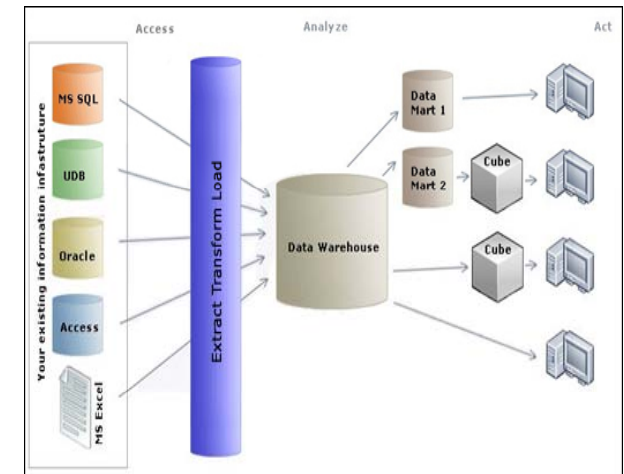 Access
Analyze
Act
Your existing information infastruture
MS SQL
UDB
Oracle
Access
MS Excel
Extract Transform Load
Data Warehouse
Data
Mart 1
Data
Mart 2
Cube
Cube